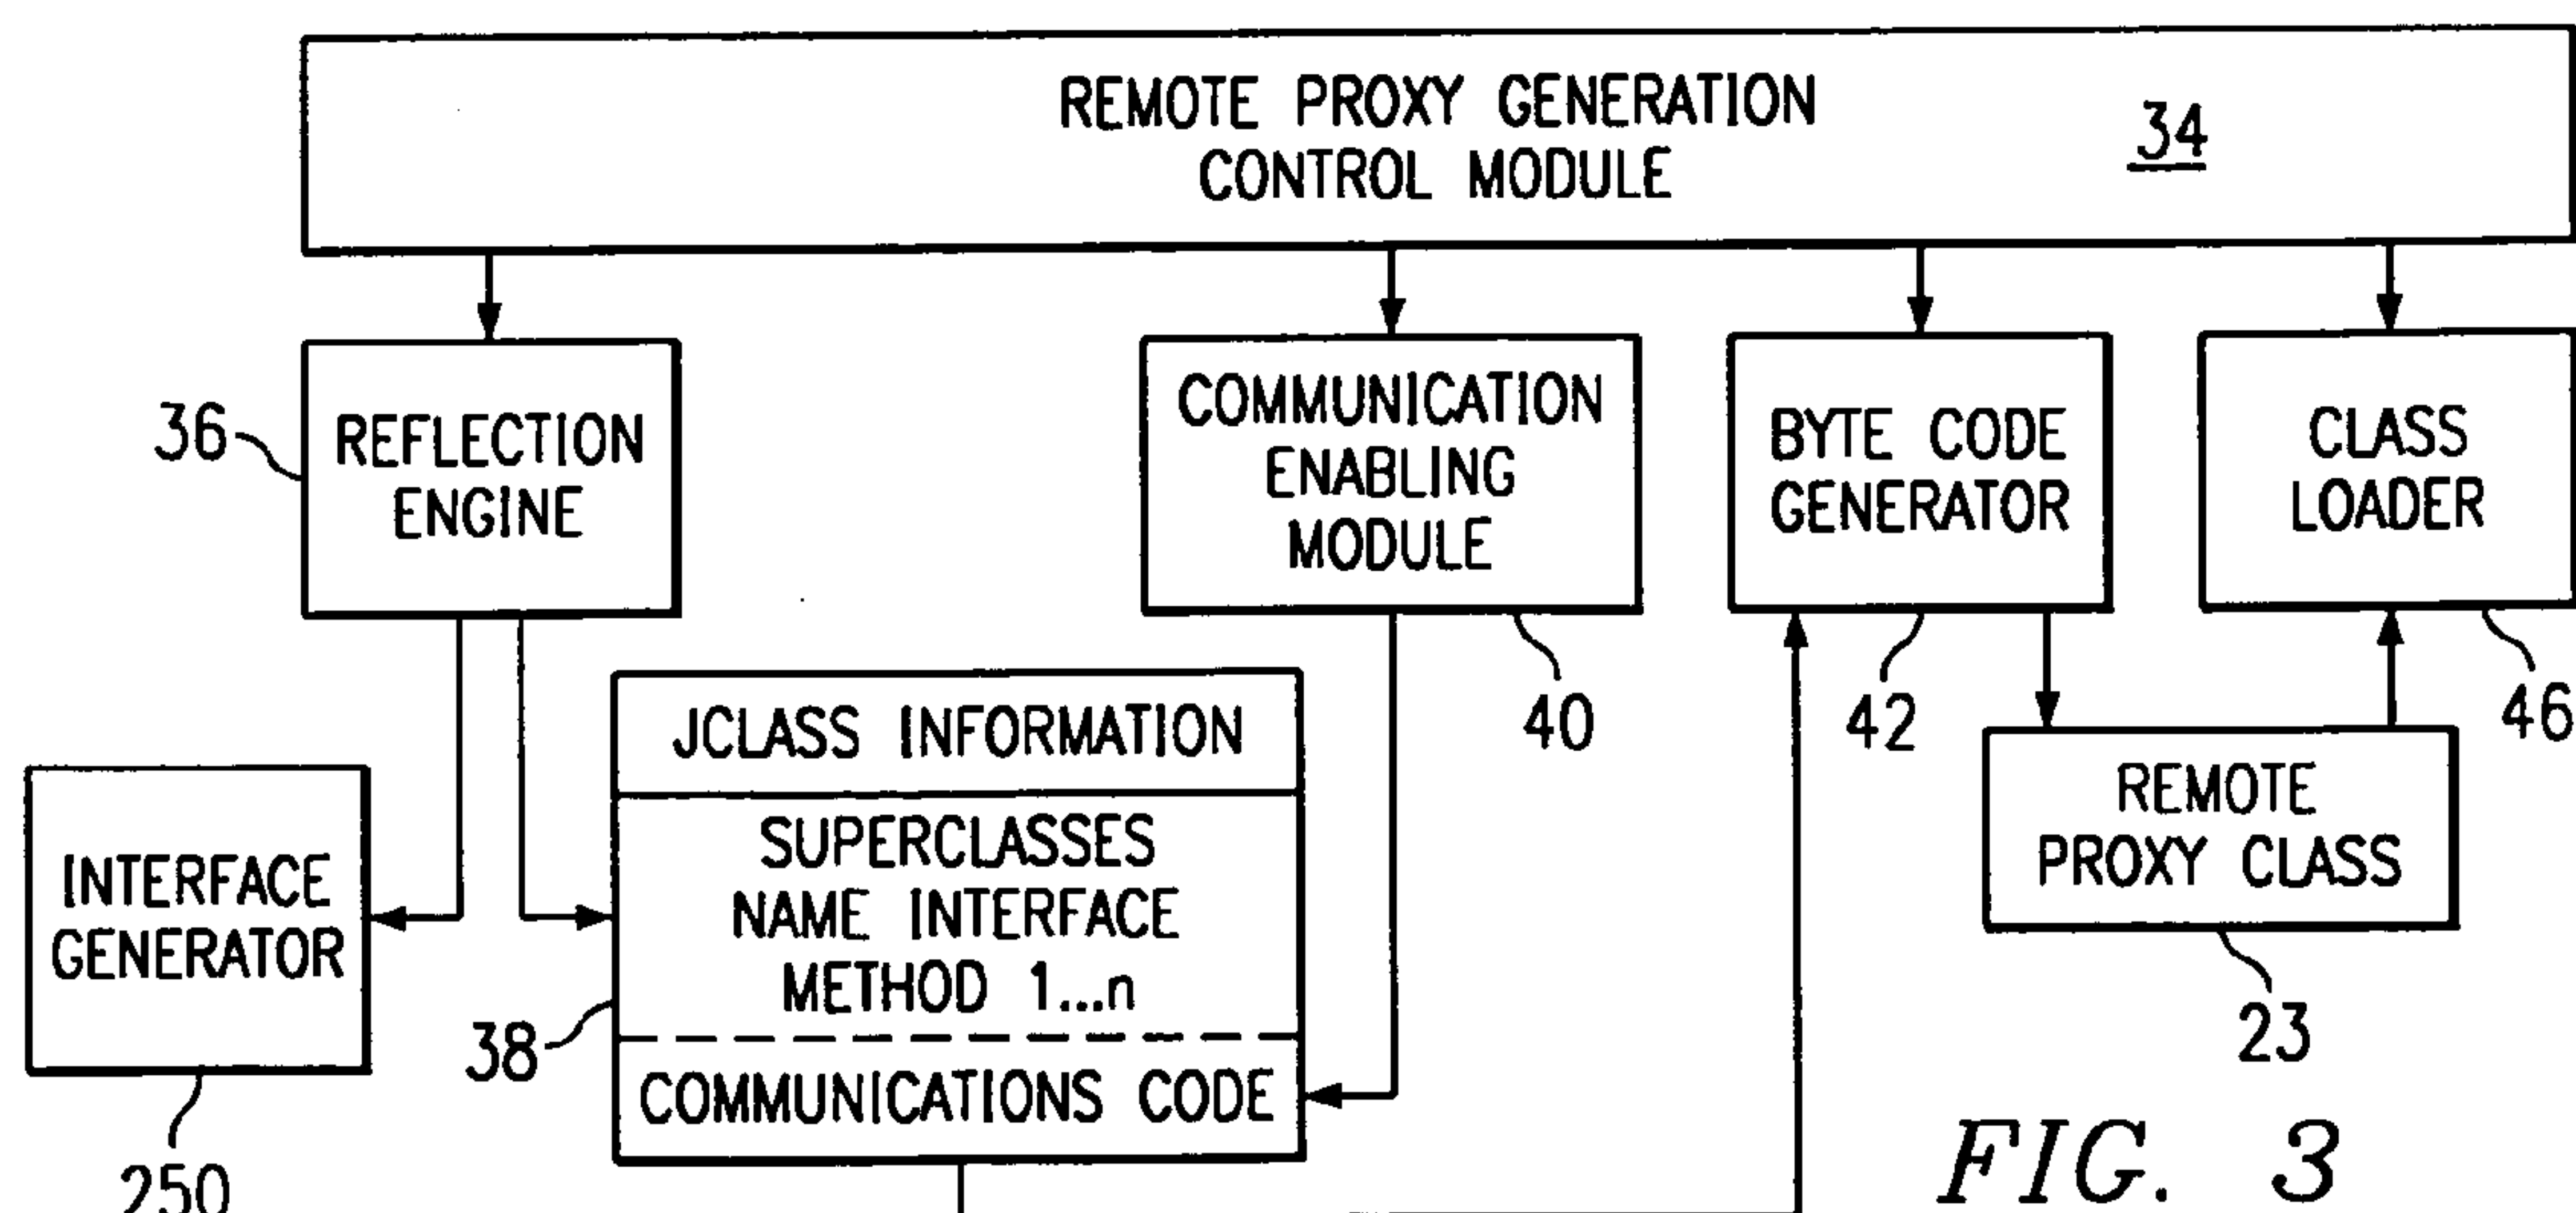 REMOTE PROXY GENERATION
CONTROL MODULE
34
36
REFLECTION
ENGINE
COMMUNICATION
ENABLING
MODULE
40
BYTE CODE
GENERATOR
42
CLASS
LOADER
46
JCLASS INFORMATION
SUPERCLASSES
NAME INTERFACE
METHOD 1...n
COMMUNICATIONS CODE
38
INTERFACE
GENERATOR
250
REMOTE
PROXY CLASS
23
FIG. 3